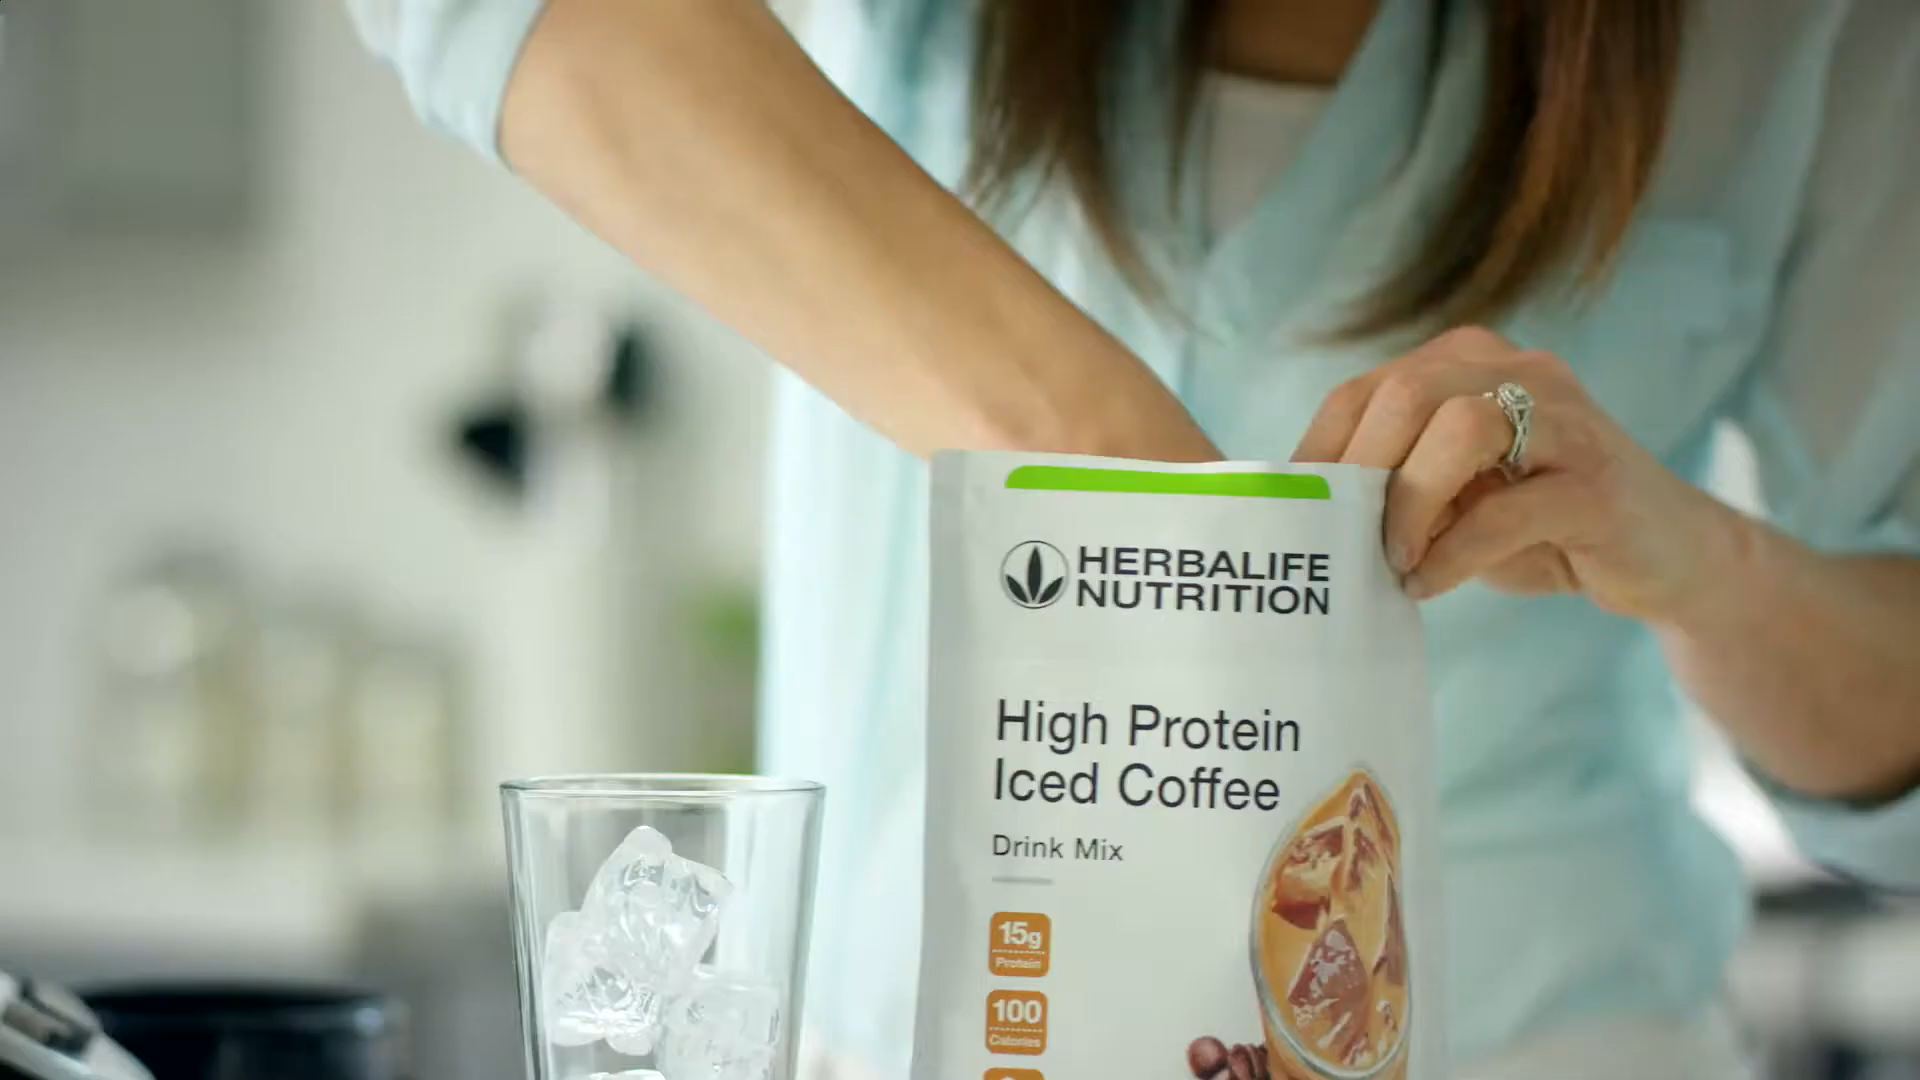 HERBALIFE
NUTRITION
High Protein
Iced Coffee
Drink Mix
15g
Protein
100
Calories